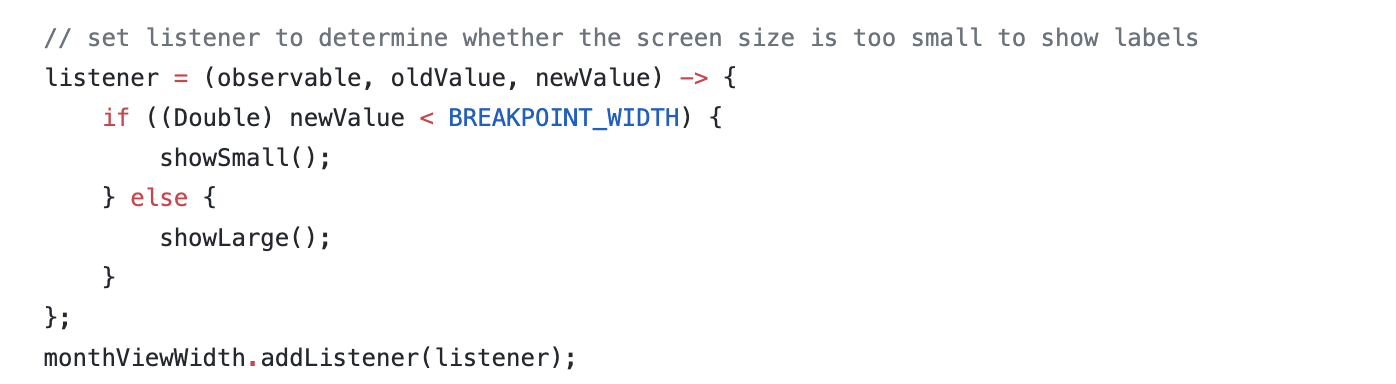 // set listener to determine whether the screen size is too small to show labels
listener = (observable, oldValue, newValue) -> {
    if ((Double) newValue < BREAKPOINT_WIDTH) {
        showSmall();
    } else {
        showLarge();
    }
};
monthViewWidth.addListener(listener);